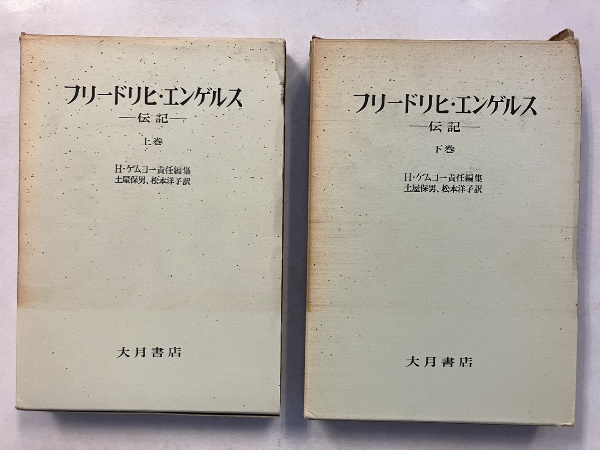 フリードリヒ・エンゲルス
—伝記—
上巻
H・ゲムコー責任編集
土屋保男、松本洋子訳
大月書店
フリードリヒ・エンゲルス
—伝記—
下巻
H・ゲムコー責任編集
土屋保男、松本洋子訳
大月書店